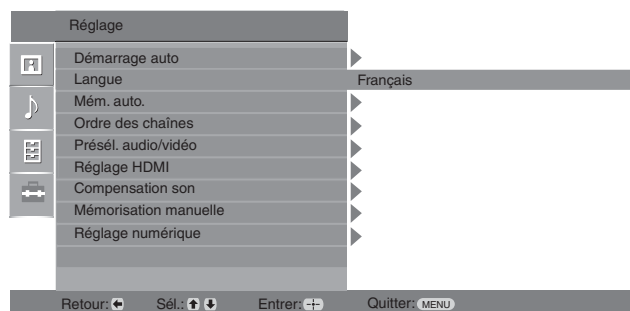 Réglage
Démarrage auto
Langue Français
Mém. auto.
Ordre des chaînes
Présél. audio/vidéo
Réglage HDMI
Compensation son
Mémorisation manuelle
Réglage numérique
Retour: Sél.: Entrer: Quitter: MENU